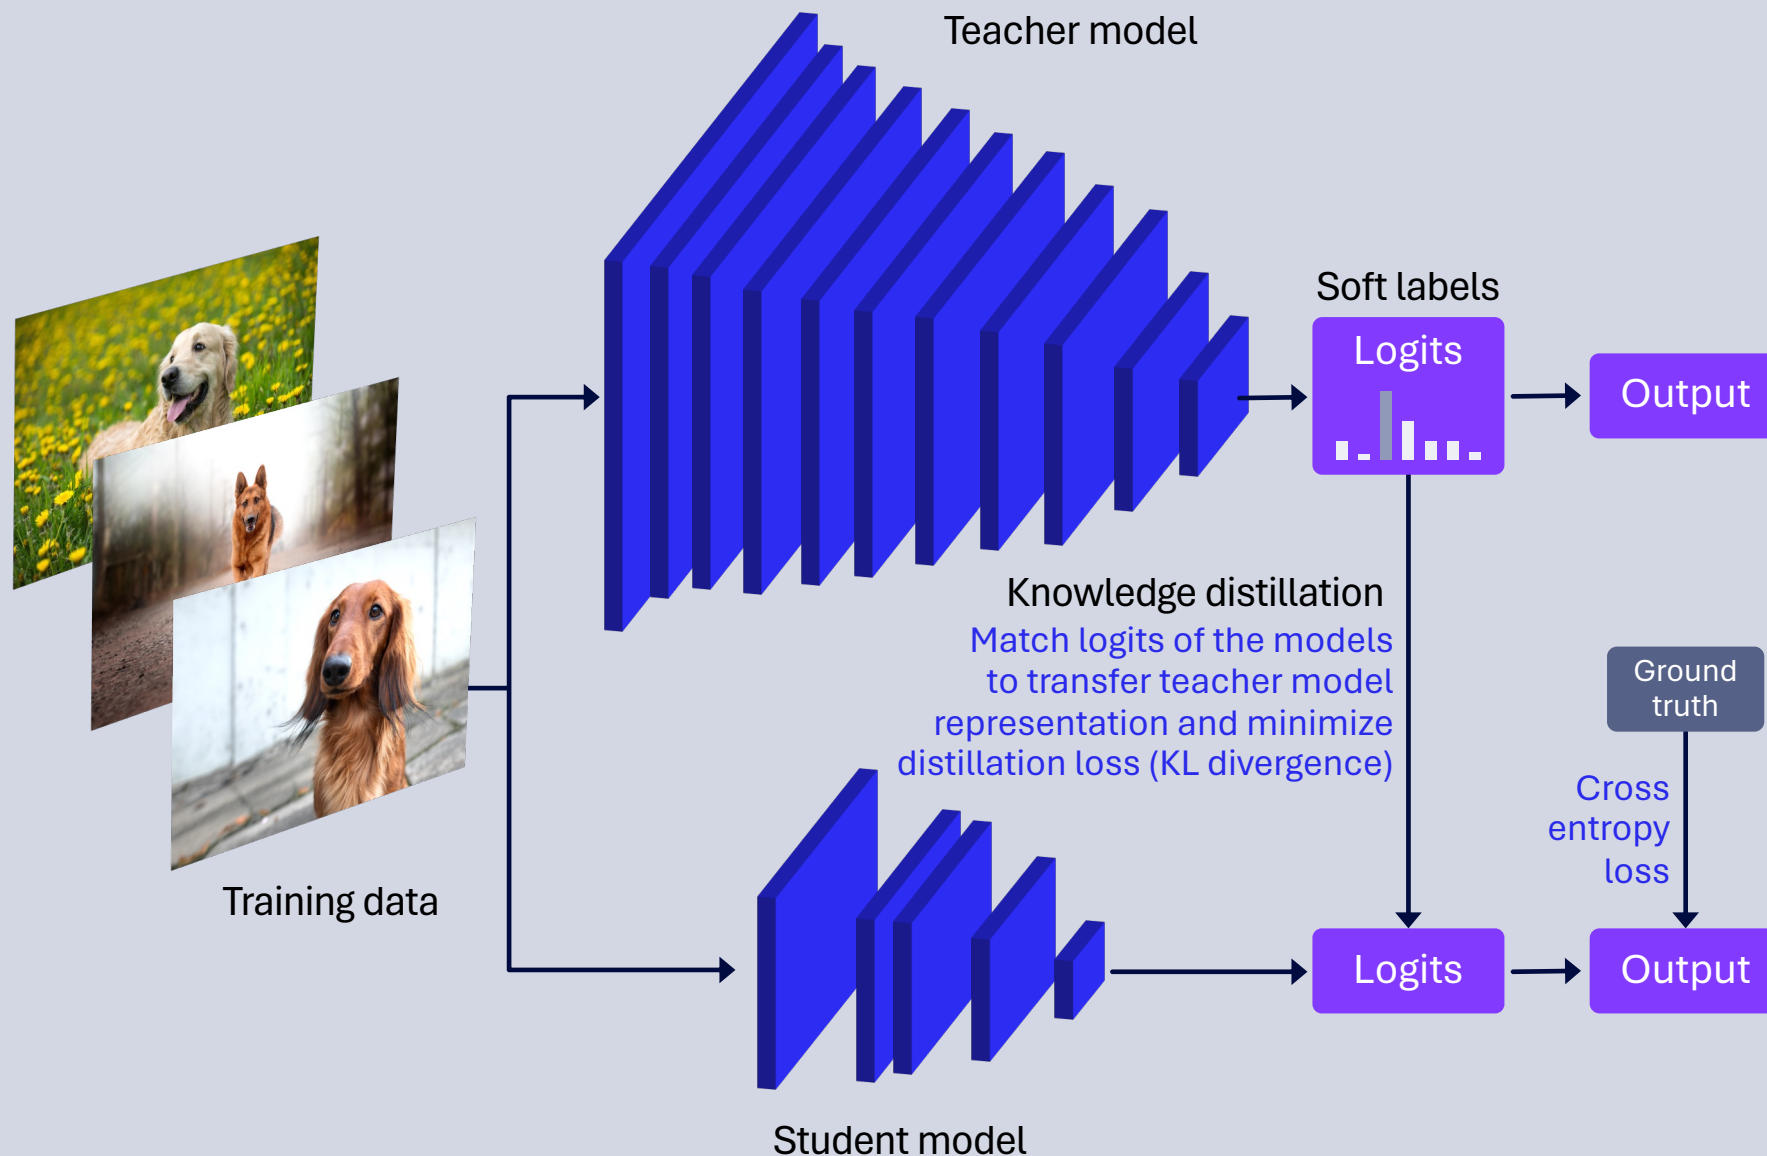 Teacher model
Soft labels
Logits
Output
Knowledge distillation
Match logits of the models
to transfer teacher model
representation and minimize
distillation loss (KL divergence)
Ground
truth
Cross
entropy
loss
Training data
Logits
Output
Student model